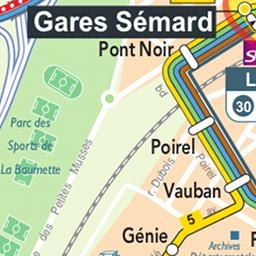 Gares Sémard
Pont Noir
bd
30
Parc des
Sports de
La Baumette
Poirel
r. Dubois
Poirel
Vauban
des Petites Musses
5
av.
Génie
Archives